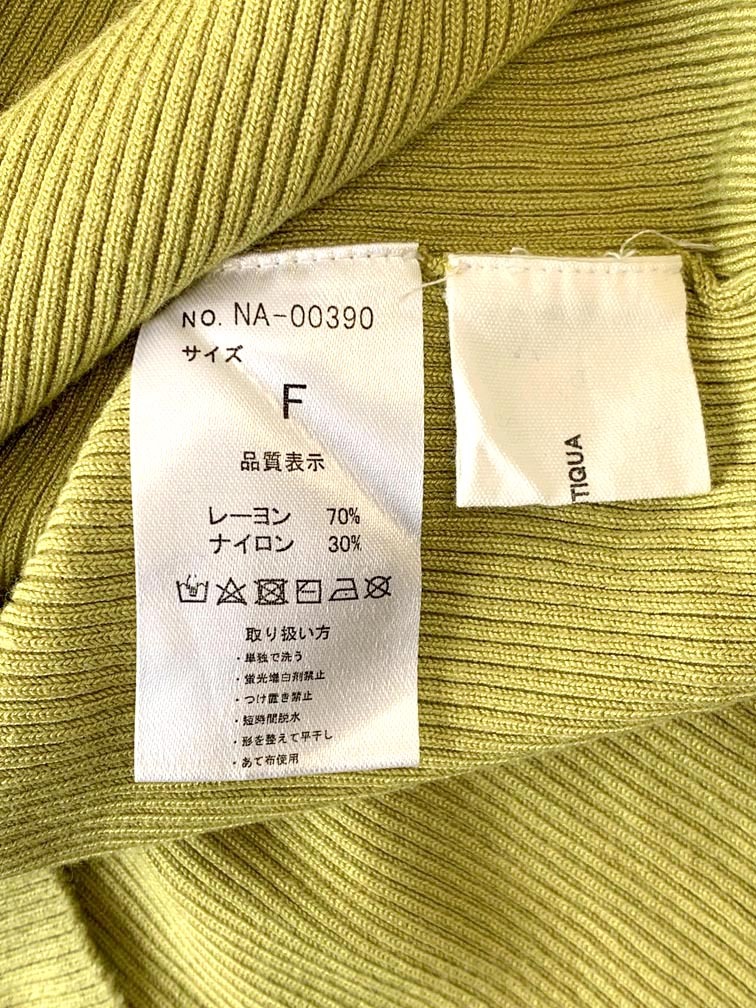 NO. NA-00390
サイズ
F
品質表示
レーヨン 70%
ナイロン 30%
取り扱い方
・単独で洗う
・蛍光増白剤禁止
・つけ置き禁止
・短時間脱水
・形を整えて平干し
・あて布使用
TIQUA